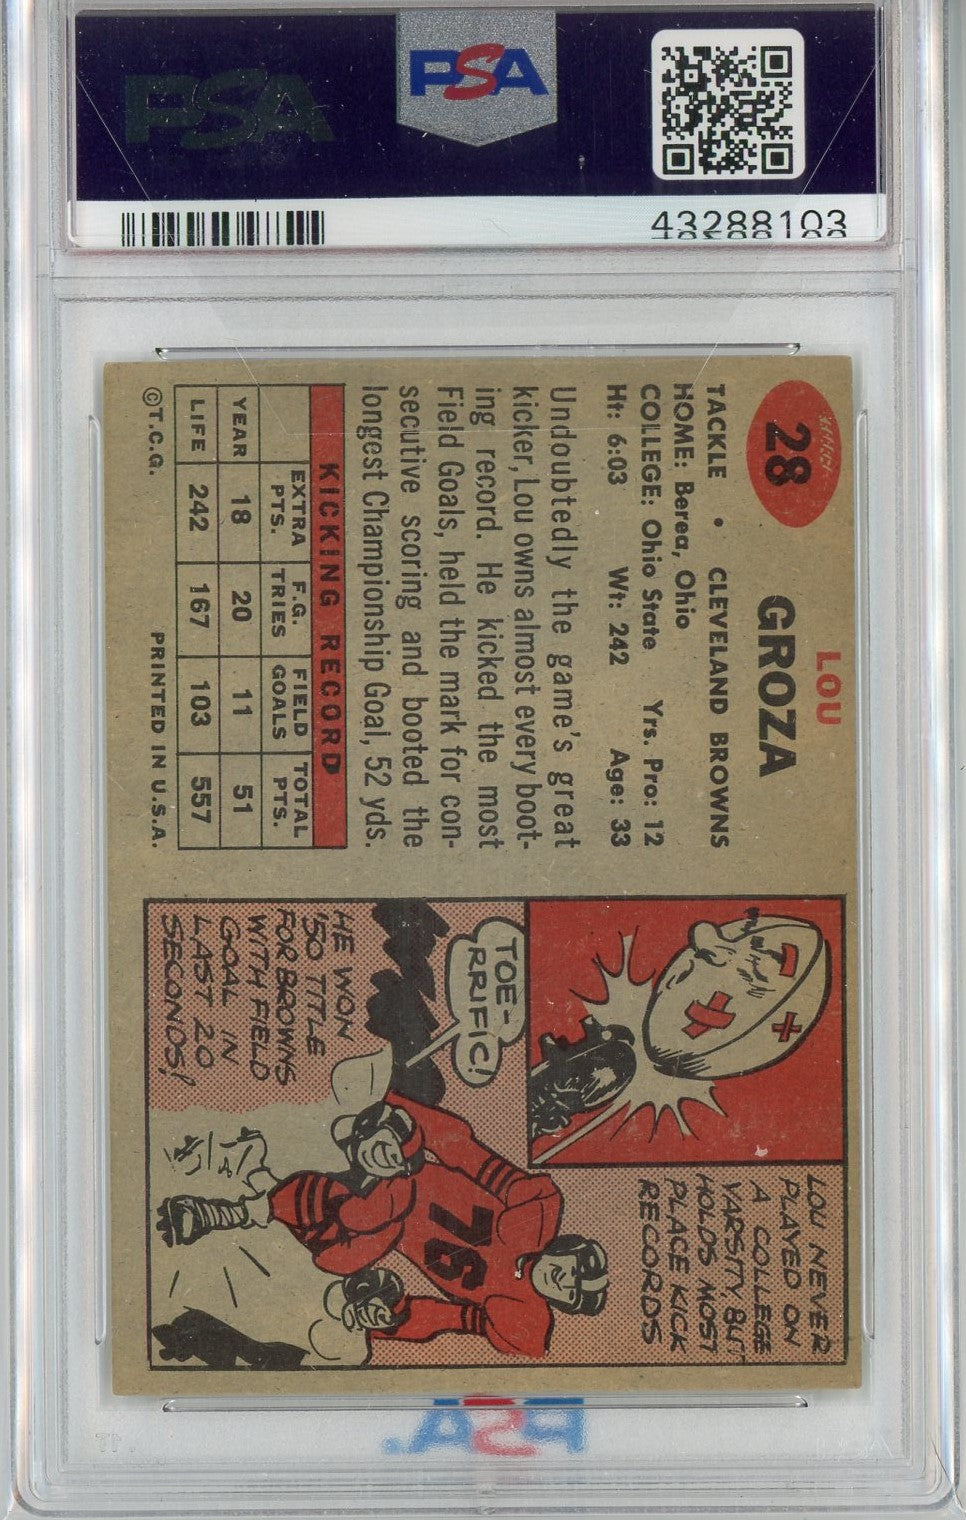 PSA
PSA
43288103
TOPPS
28
LOU
GROZA
TACKLE • CLEVELAND BROWNS
HOME: Berea, Ohio
COLLEGE: Ohio State Yrs. Pro: 12
Ht: 6:03 Wt: 242 Age: 33
Undoubtedly the game's great
kicker, Lou owns almost every boot-
ing record. He kicked the most
Field Goals, held the mark for con-
secutive scoring and booted the
longest Championship Goal, 52 yds.
KICKING RECORD
EXTRA PTS. F.G. TRIES FIELD GOALS TOTAL PTS.
YEAR 18 20 11 51
LIFE 242 167 103 557
©T.C.G. PRINTED IN U.S.A.
LOU NEVER
PLAYED ON
A COLLEGE
VARSITY, BUT
HOLDS MOST
PLACE KICK
RECORDS
TOE-
RRIFIC!
76
HE WON
'50 TITLE
FOR BROWNS
WITH FIELD
GOAL IN
LAST 20
SECONDS!
PSA